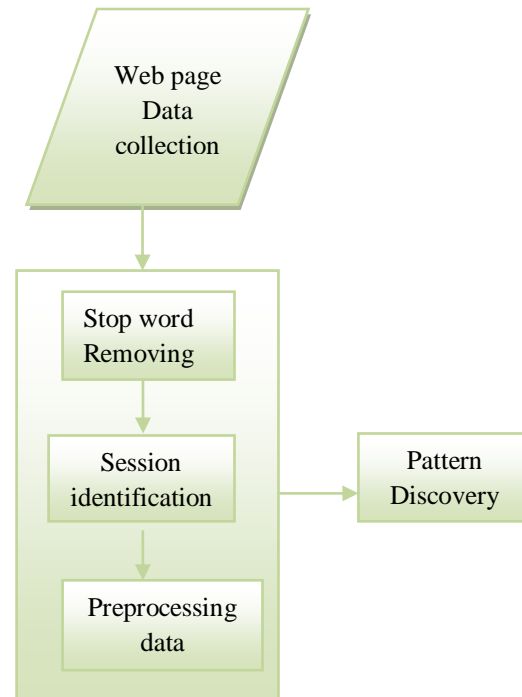 Web page
Data
collection
Stop word
Removing
Session
identification
Pattern
Discovery
Preprocessing
data